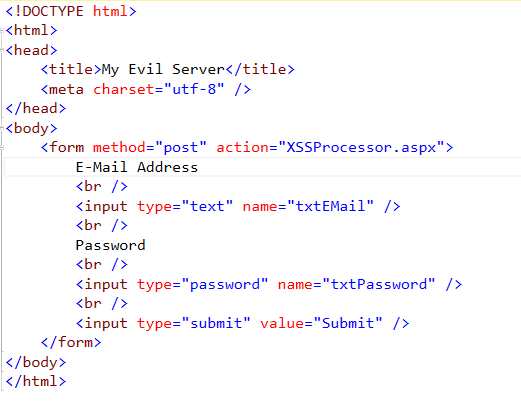 <!DOCTYPE html>
<html>
<head>
    <title>My Evil Server</title>
    <meta charset="utf-8" />
</head>
<body>
    <form method="post" action="XSSProcessor.aspx">
        E-Mail Address
        <br />
        <input type="text" name="txtEMail" />
        <br />
        Password
        <br />
        <input type="password" name="txtPassword" />
        <br />
        <input type="submit" value="Submit" />
    </form>
</body>
</html>